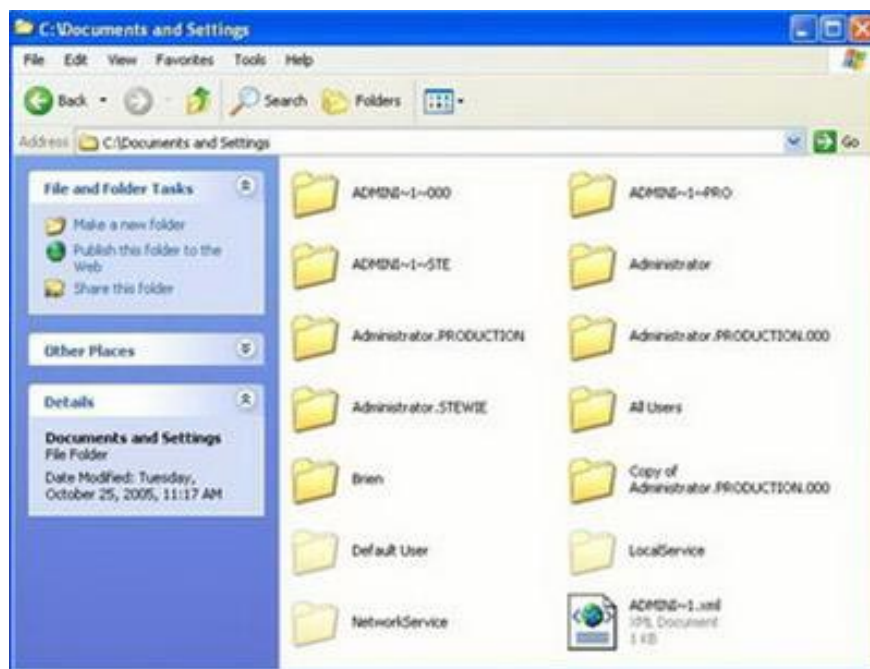 C:\Documents and Settings
File Edit View Favorites Tools Help
Back Search Folders
Address C:\Documents and Settings Go
File and Folder Tasks
Make a new folder
Publish this folder to the
Web
Share this folder
Other Places
Details
Documents and Settings
File Folder
Date Modified: Tuesday,
October 25, 2005, 11:17 AM
ADMINI~1~000
ADMINI~1~PRO
ADMINI~1~STE
Administrator
Administrator.PRODUCTION
Administrator.PRODUCTION.000
Administrator.STEWIE
All Users
Brien
Copy of
Administrator.PRODUCTION.000
Default User
LocalService
NetworkService
ADMINI~1.xml
XML Document
1 KB